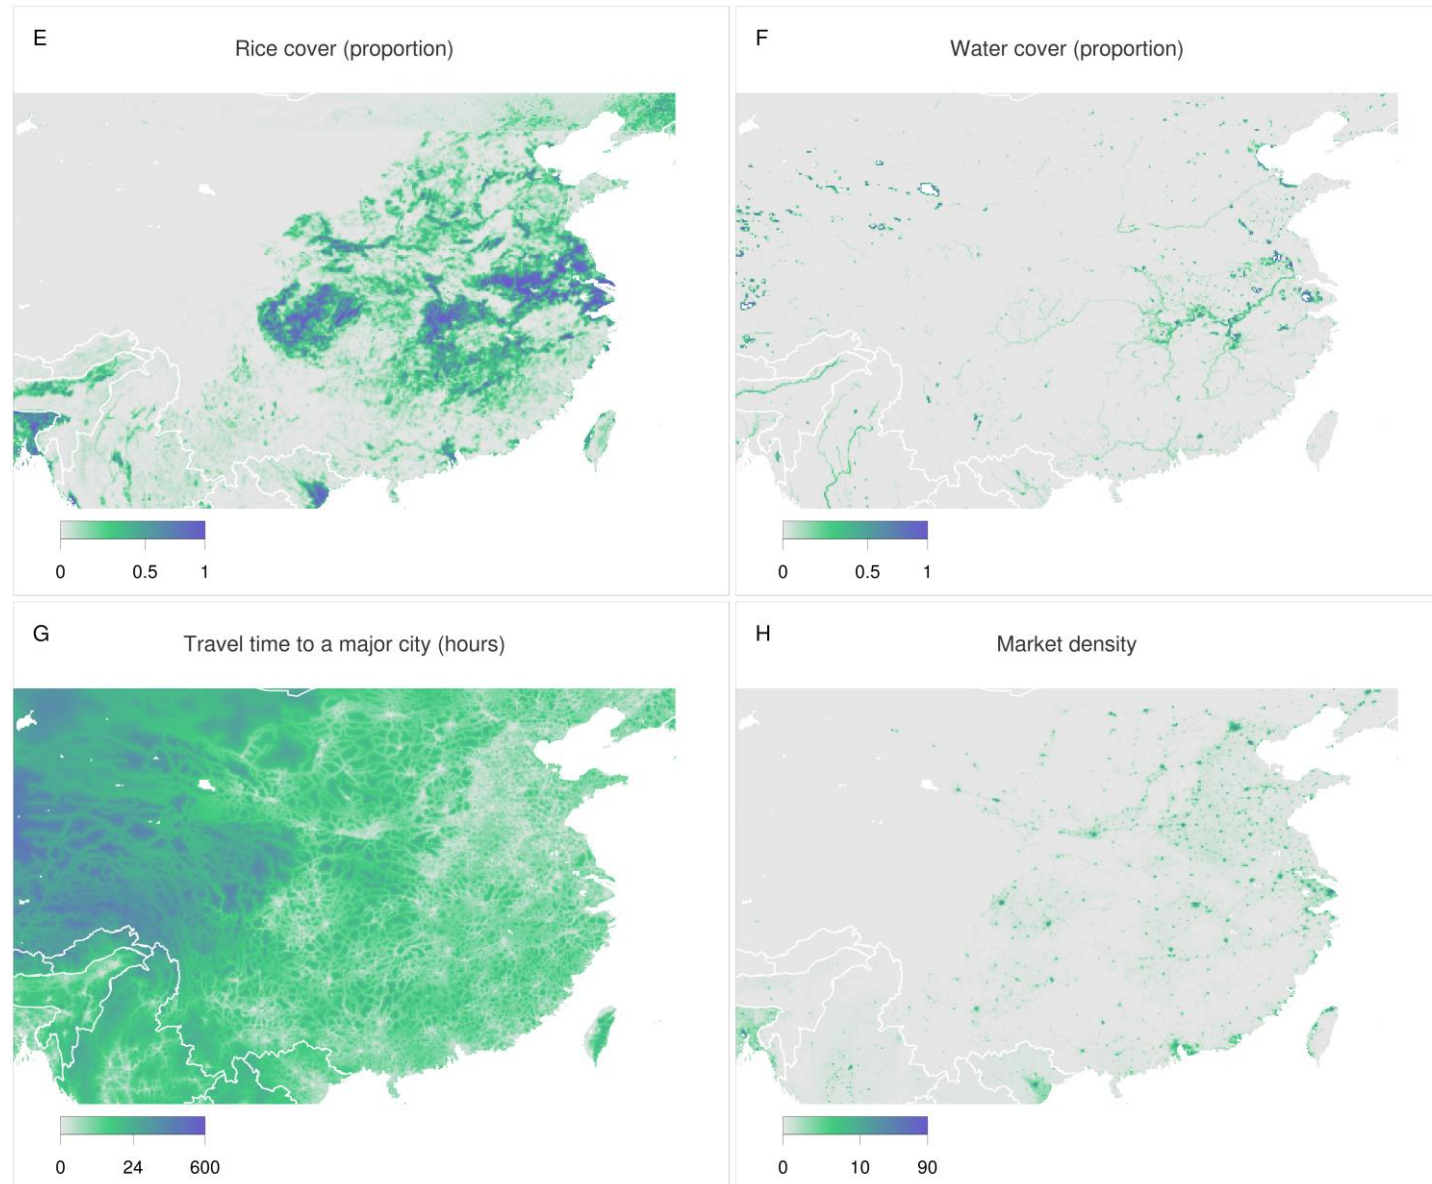 E
Rice cover (proportion)
0 0.5 1
F
Water cover (proportion)
0 0.5 1
G
Travel time to a major city (hours)
0 24 600
H
Market density
0 10 90